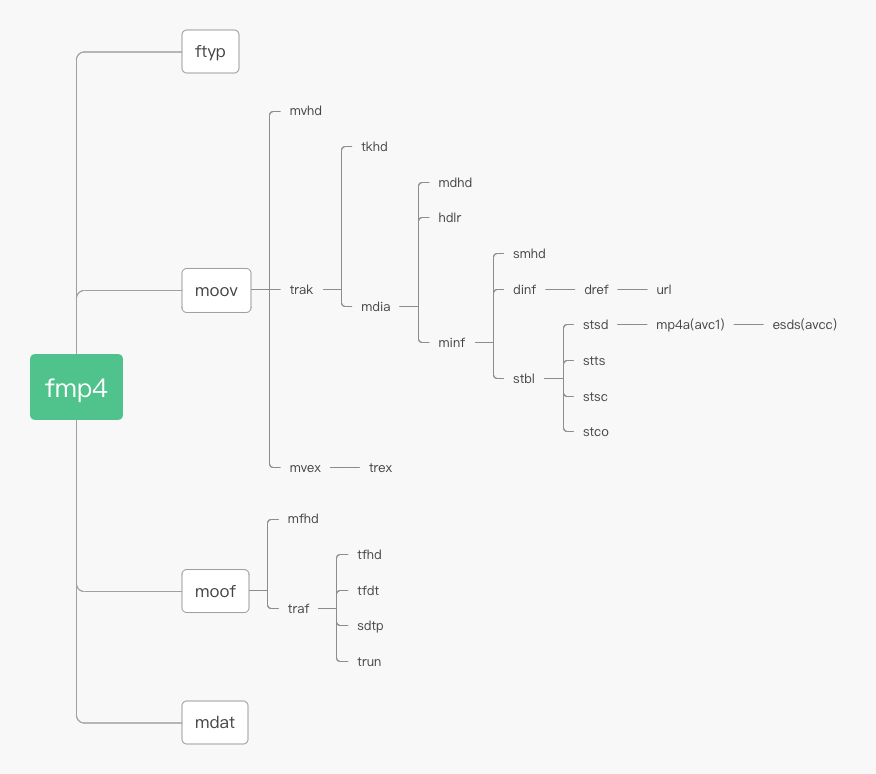 ftyp
mvhd
tkhd
mdhd
hdlr
smhd
moov trak dinf dref url
mdia
stsd mp4a(avc1) esds(avcc)
minf
stts
stbl
fmp4
stsc
stco
mvex trex
mfhd
tfhd
moof tfdt
traf
sdtp
trun
mdat